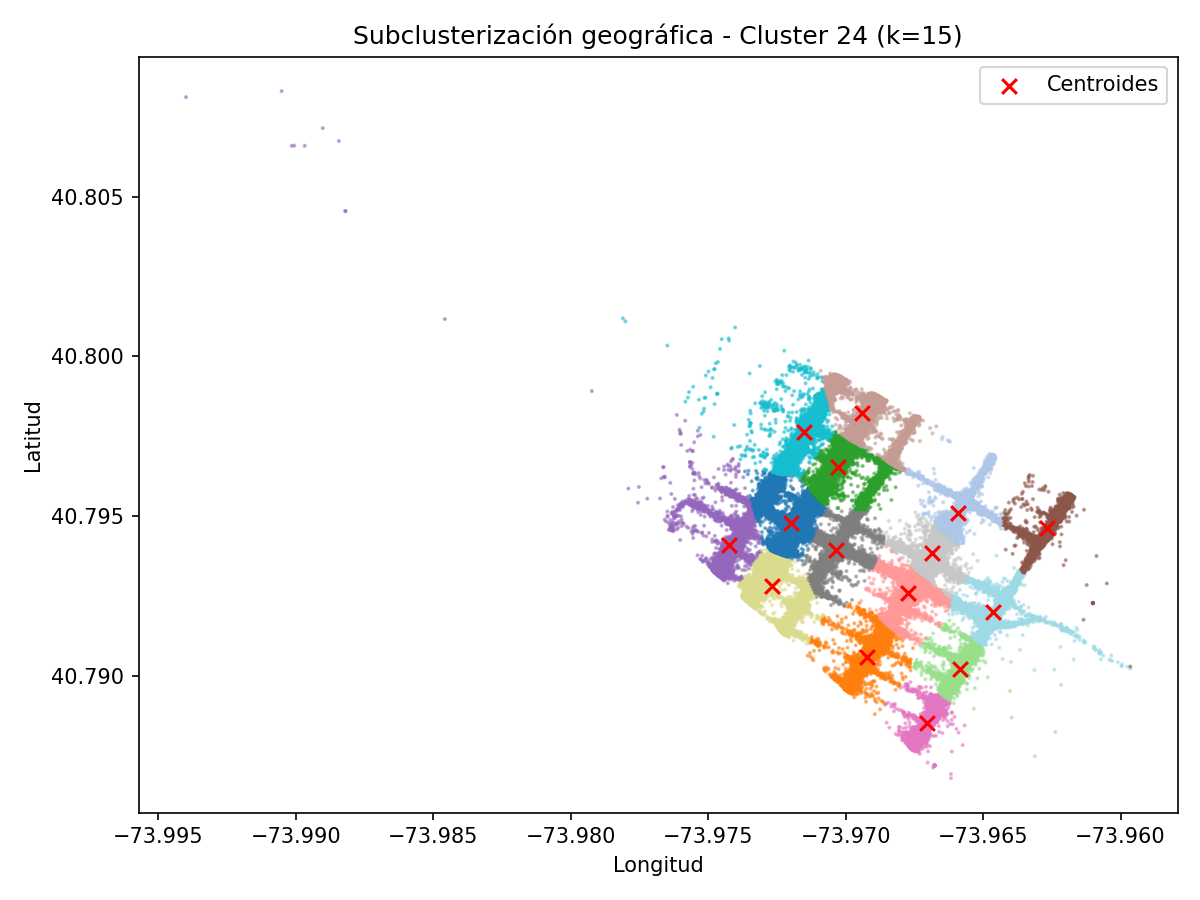 Subclusterización geográfica - Cluster 24 (k=15)
Centroides
Latitud
40.805
40.800
40.795
40.790
−73.995 −73.990 −73.985 −73.980 −73.975 −73.970 −73.965 −73.960
Longitud